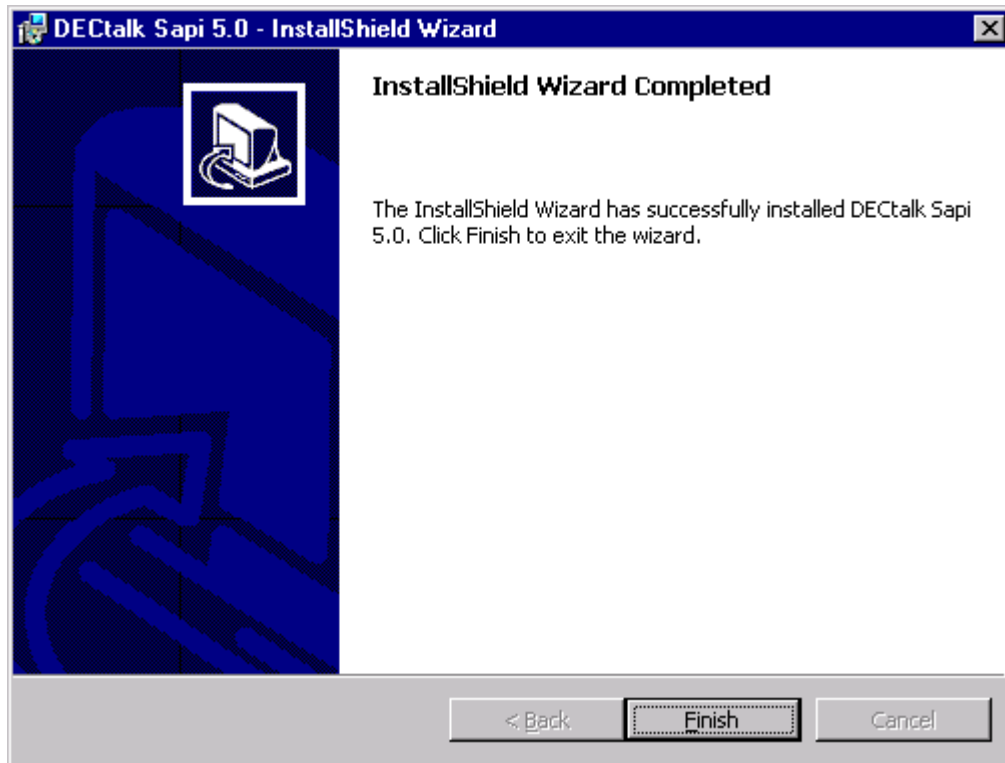 DECtalk Sapi 5.0 - InstallShield Wizard
InstallShield Wizard Completed
The InstallShield Wizard has successfully installed DECtalk Sapi
5.0. Click Finish to exit the wizard.
< Back Finish Cancel